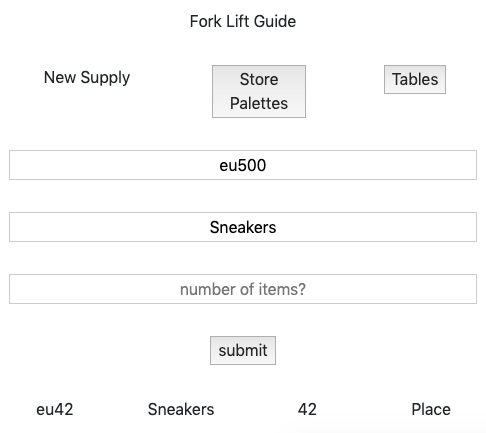 Fork Lift Guide
New Supply Store Palettes Tables
eu500
Sneakers
number of items?
submit
eu42 Sneakers 42 Place